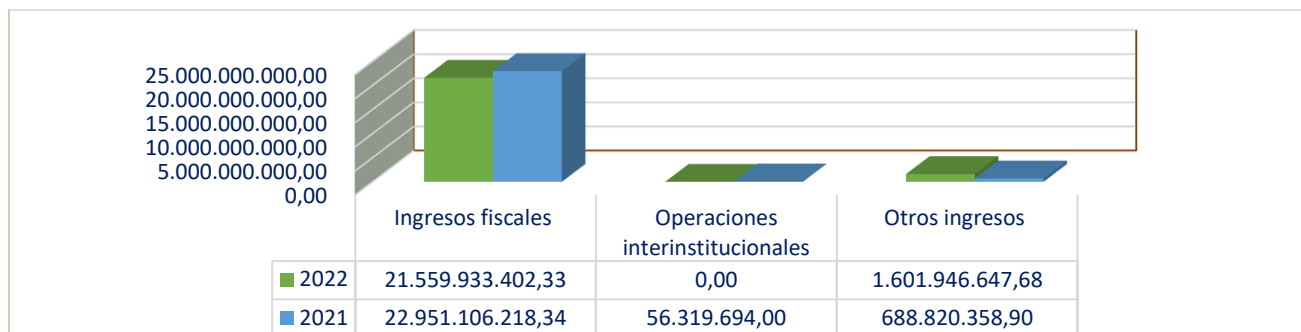 25.000.000.000,00
20.000.000.000,00
15.000.000.000,00
10.000.000.000,00
5.000.000.000,00
0,00
Ingresos fiscales Operaciones interinstitucionales Otros ingresos
2022 21.559.933.402,33 0,00 1.601.946.647,68
2021 22.951.106.218,34 56.319.694,00 688.820.358,90